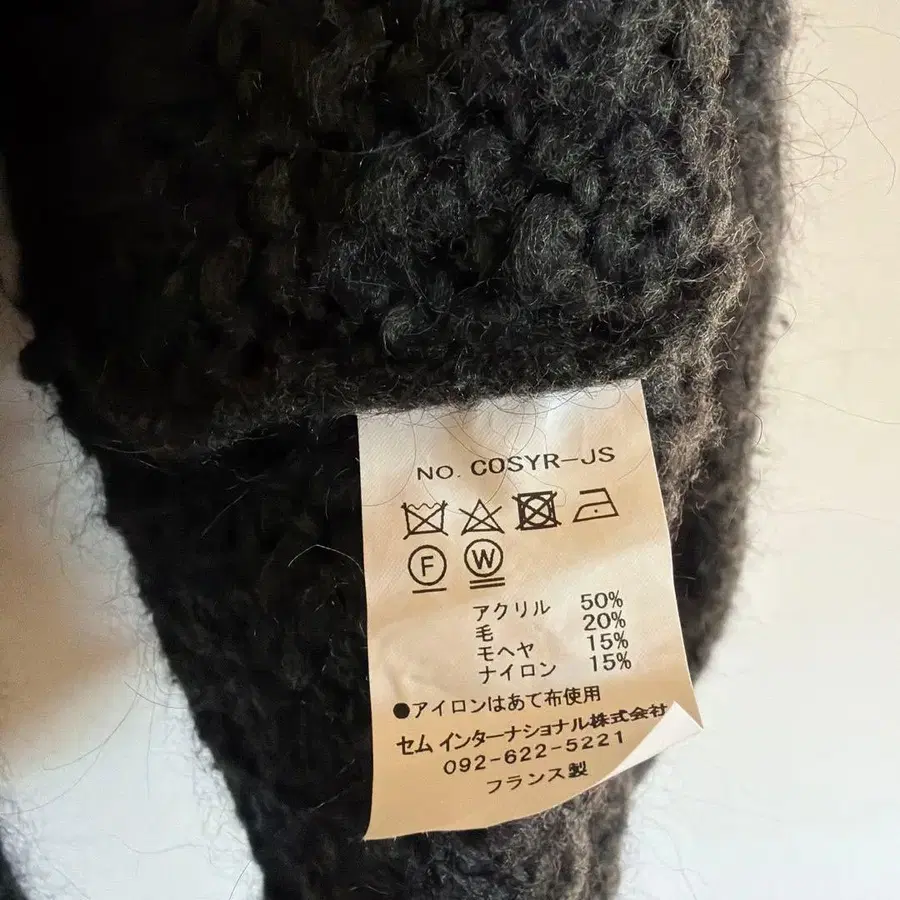 NO. COSYR-JS
F W
アクリル 50%
毛 20%
モヘヤ 15%
ナイロン 15%
●アイロンはあて布使用
セム インターナショナル株式会社
092-622-5221
フランス製